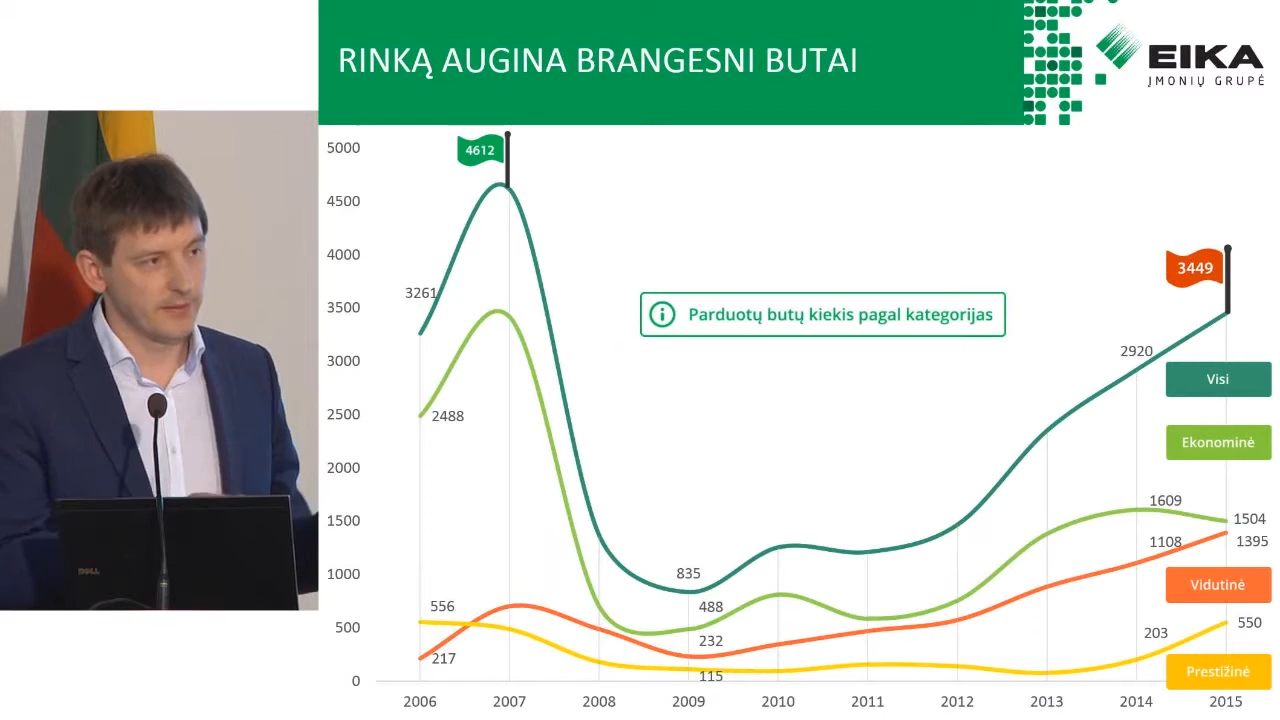 RINKĄ AUGINA BRANGESNI BUTAI
EIKA
ĮMONIŲ GRUPĖ
5000
4500
4000
3500
3000
2500
2000
1500
1000
500
0
4612
3449
3261
2488
Parduotų butų kiekis pagal kategorijas
2920
Visi
Ekonominė
1609
1504
1108
1395
835
488
232
115
556
217
Vidutinė
203
550
Prestižinė
2006 2007 2008 2009 2010 2011 2012 2013 2014 2015
DELL